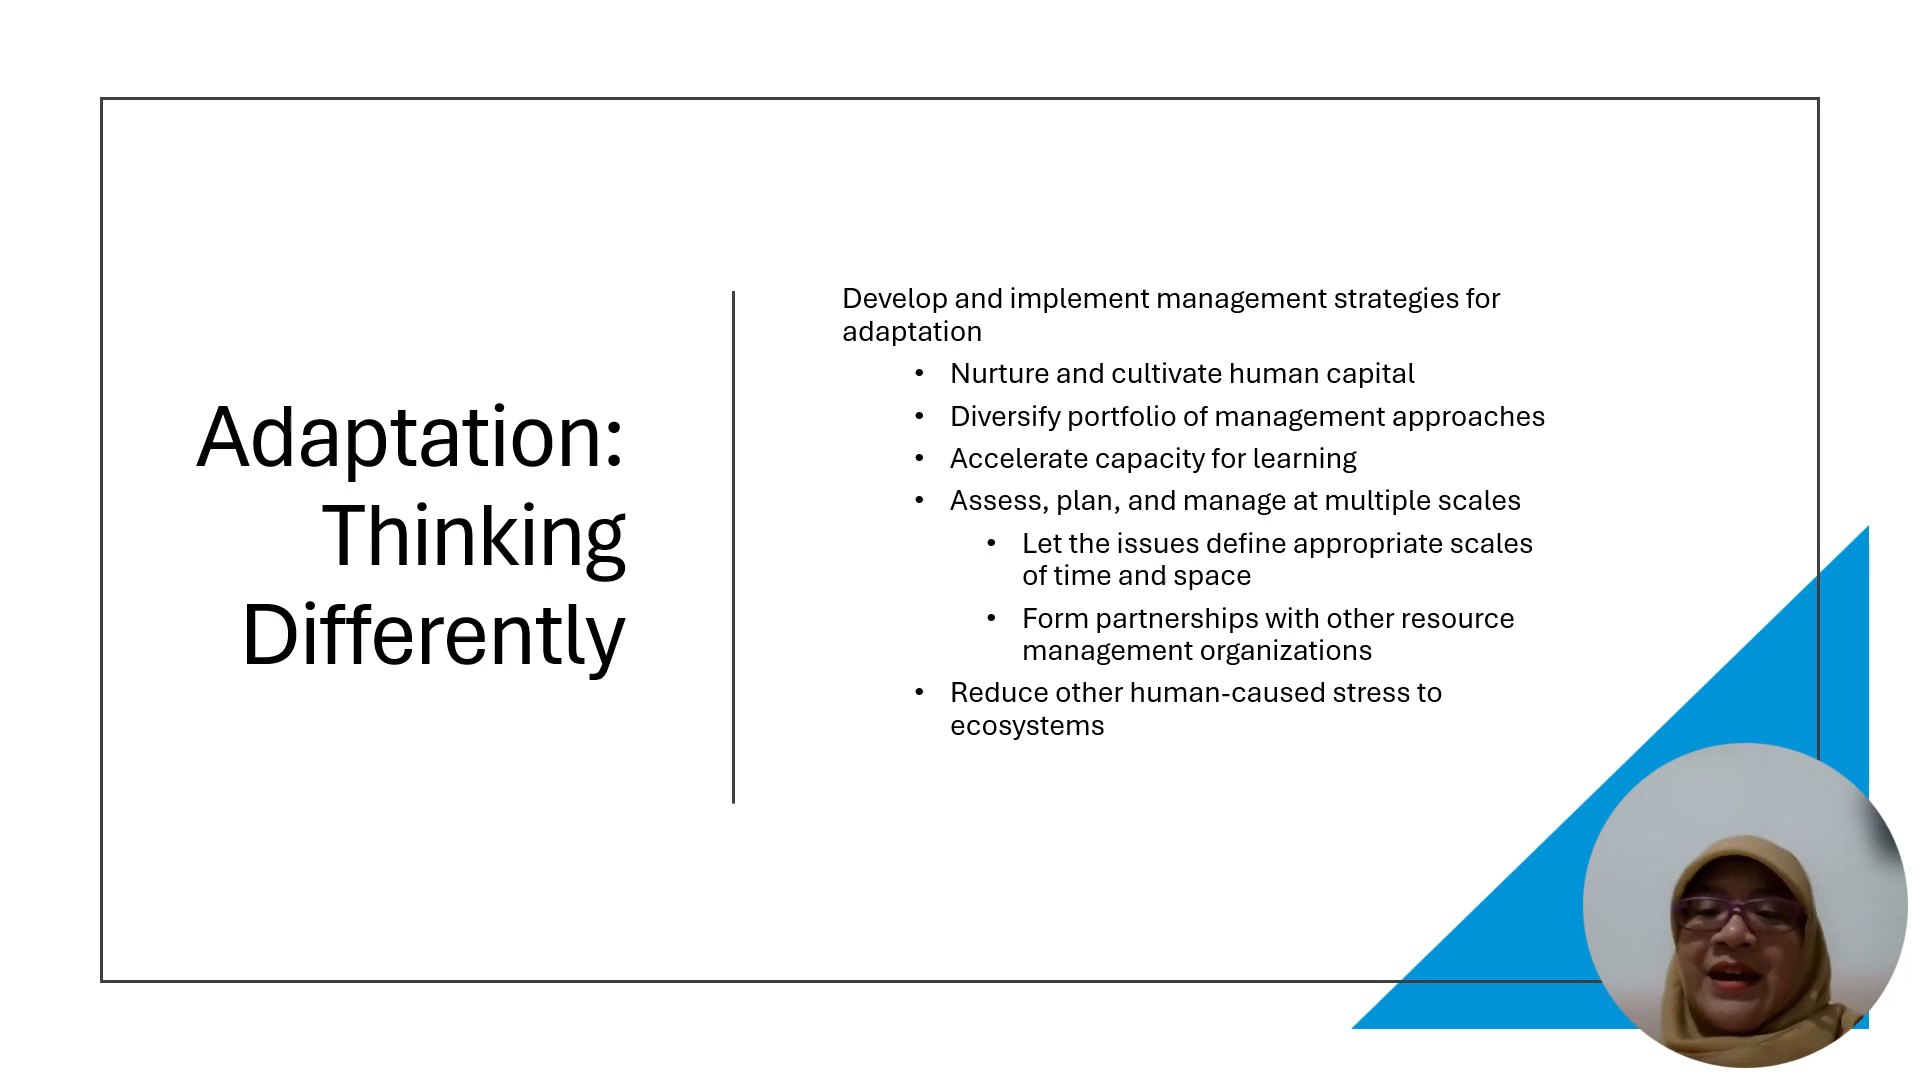 Adaptation:
Thinking
Differently
Develop and implement management strategies for
adaptation
• Nurture and cultivate human capital
• Diversify portfolio of management approaches
• Accelerate capacity for learning
• Assess, plan, and manage at multiple scales
• Let the issues define appropriate scales
of time and space
• Form partnerships with other resource
management organizations
• Reduce other human-caused stress to
ecosystems